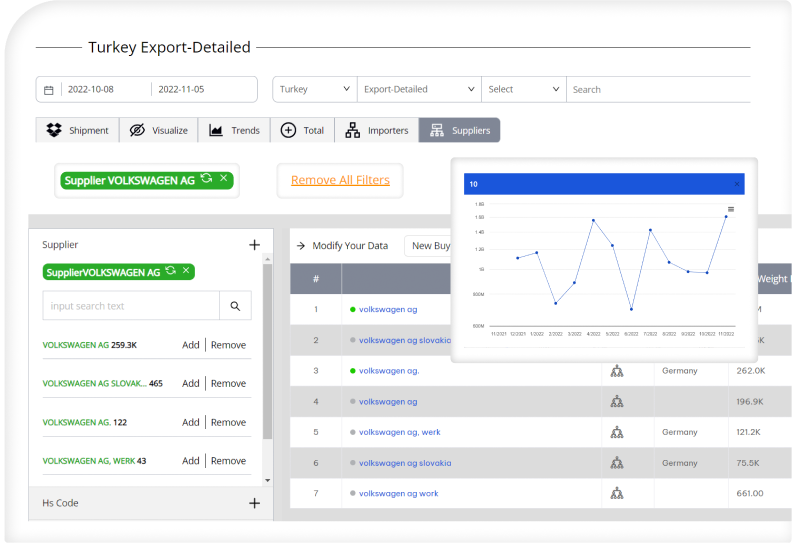 Turkey Export-Detailed
2022-10-08 2022-11-05 Turkey Export-Detailed Select Search
Shipment Visualize Trends Total Importers Suppliers
Supplier VOLKSWAGEN AG × Remove All Filters
10 ×
1.8B
1.6B
1.4B
1.2B
1B
800M
600M
11/2021 12/2021 1/2022 2/2022 3/2022 4/2022 5/2022 6/2022 7/2022 8/2022 9/2022 10/2022 11/2022
Supplier +
SupplierVOLKSWAGEN AG ×
input search text
VOLKSWAGEN AG 259.3K Add Remove
VOLKSWAGEN AG SLOVAK... 465 Add Remove
VOLKSWAGEN AG. 122 Add Remove
VOLKSWAGEN AG, WERK 43 Add Remove
Hs Code +
→ Modify Your Data New Buy
# Weight
1 volkswagen ag
2 volkswagen ag slovakia
3 volkswagen ag. Germany 262.0K
4 volkswagen ag 196.9K
5 volkswagen ag, werk Germany 121.2K
6 volkswagen ag slovakia Germany 75.5K
7 volkswagen ag work 661.00